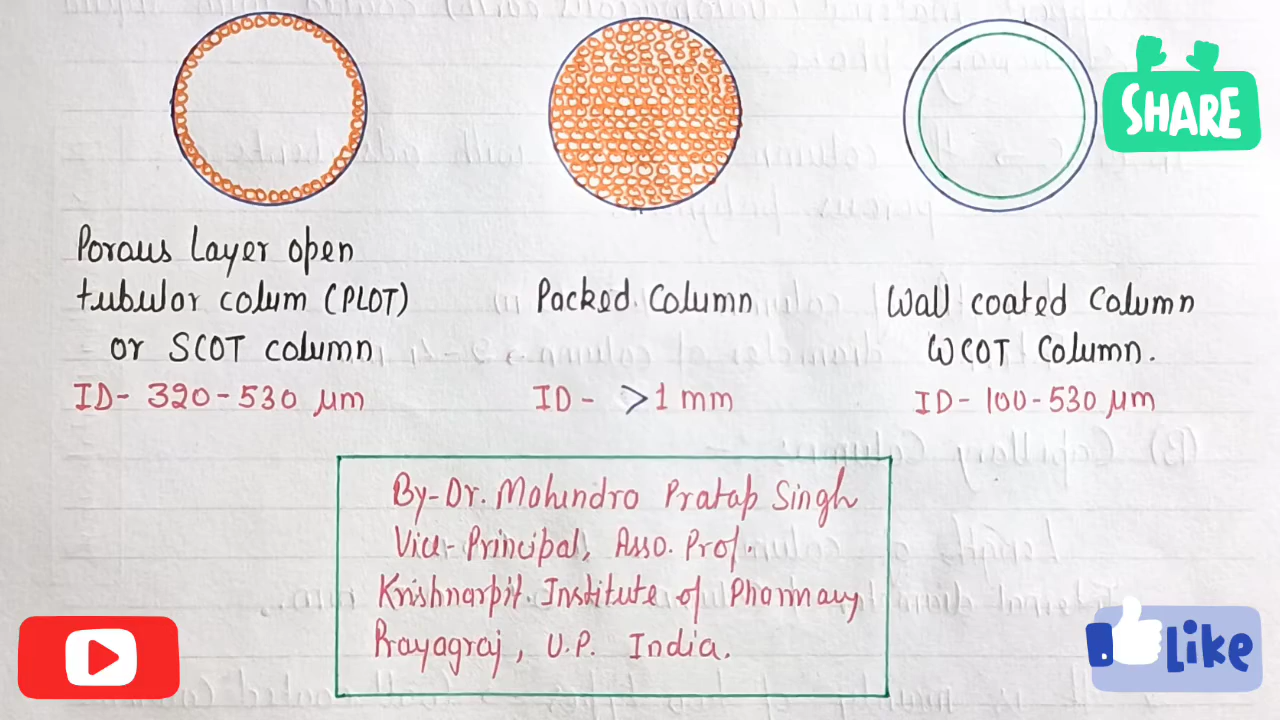 SHARE
Porous Layer open
tubular colum (PLOT)
or SCOT column
ID- 320-530 µm
Packed Column
ID- >1 mm
Wall coated Column
WCOT Column.
ID- 100-530 µm
By-Dr. Mohindro Pratap Singh
Vice-Principal, Asso. Prof.
Krishnarpit Institute of Pharmacy
Prayagraj, U.P. India.
Like